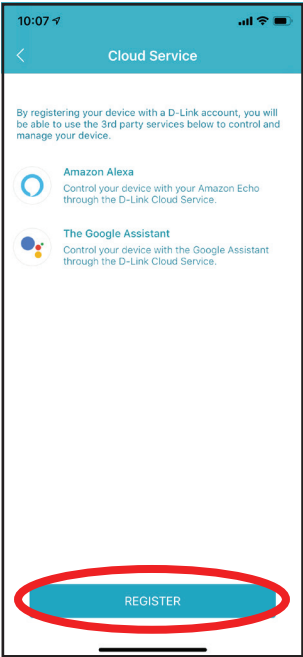 10:07
Cloud Service
By registering your device with a D-Link account, you will
be able to use the 3rd party services below to control and
manage your device.
Amazon Alexa
Control your device with your Amazon Echo
through the D-Link Cloud Service.
The Google Assistant
Control your device with the Google Assistant
through the D-Link Cloud Service.
REGISTER